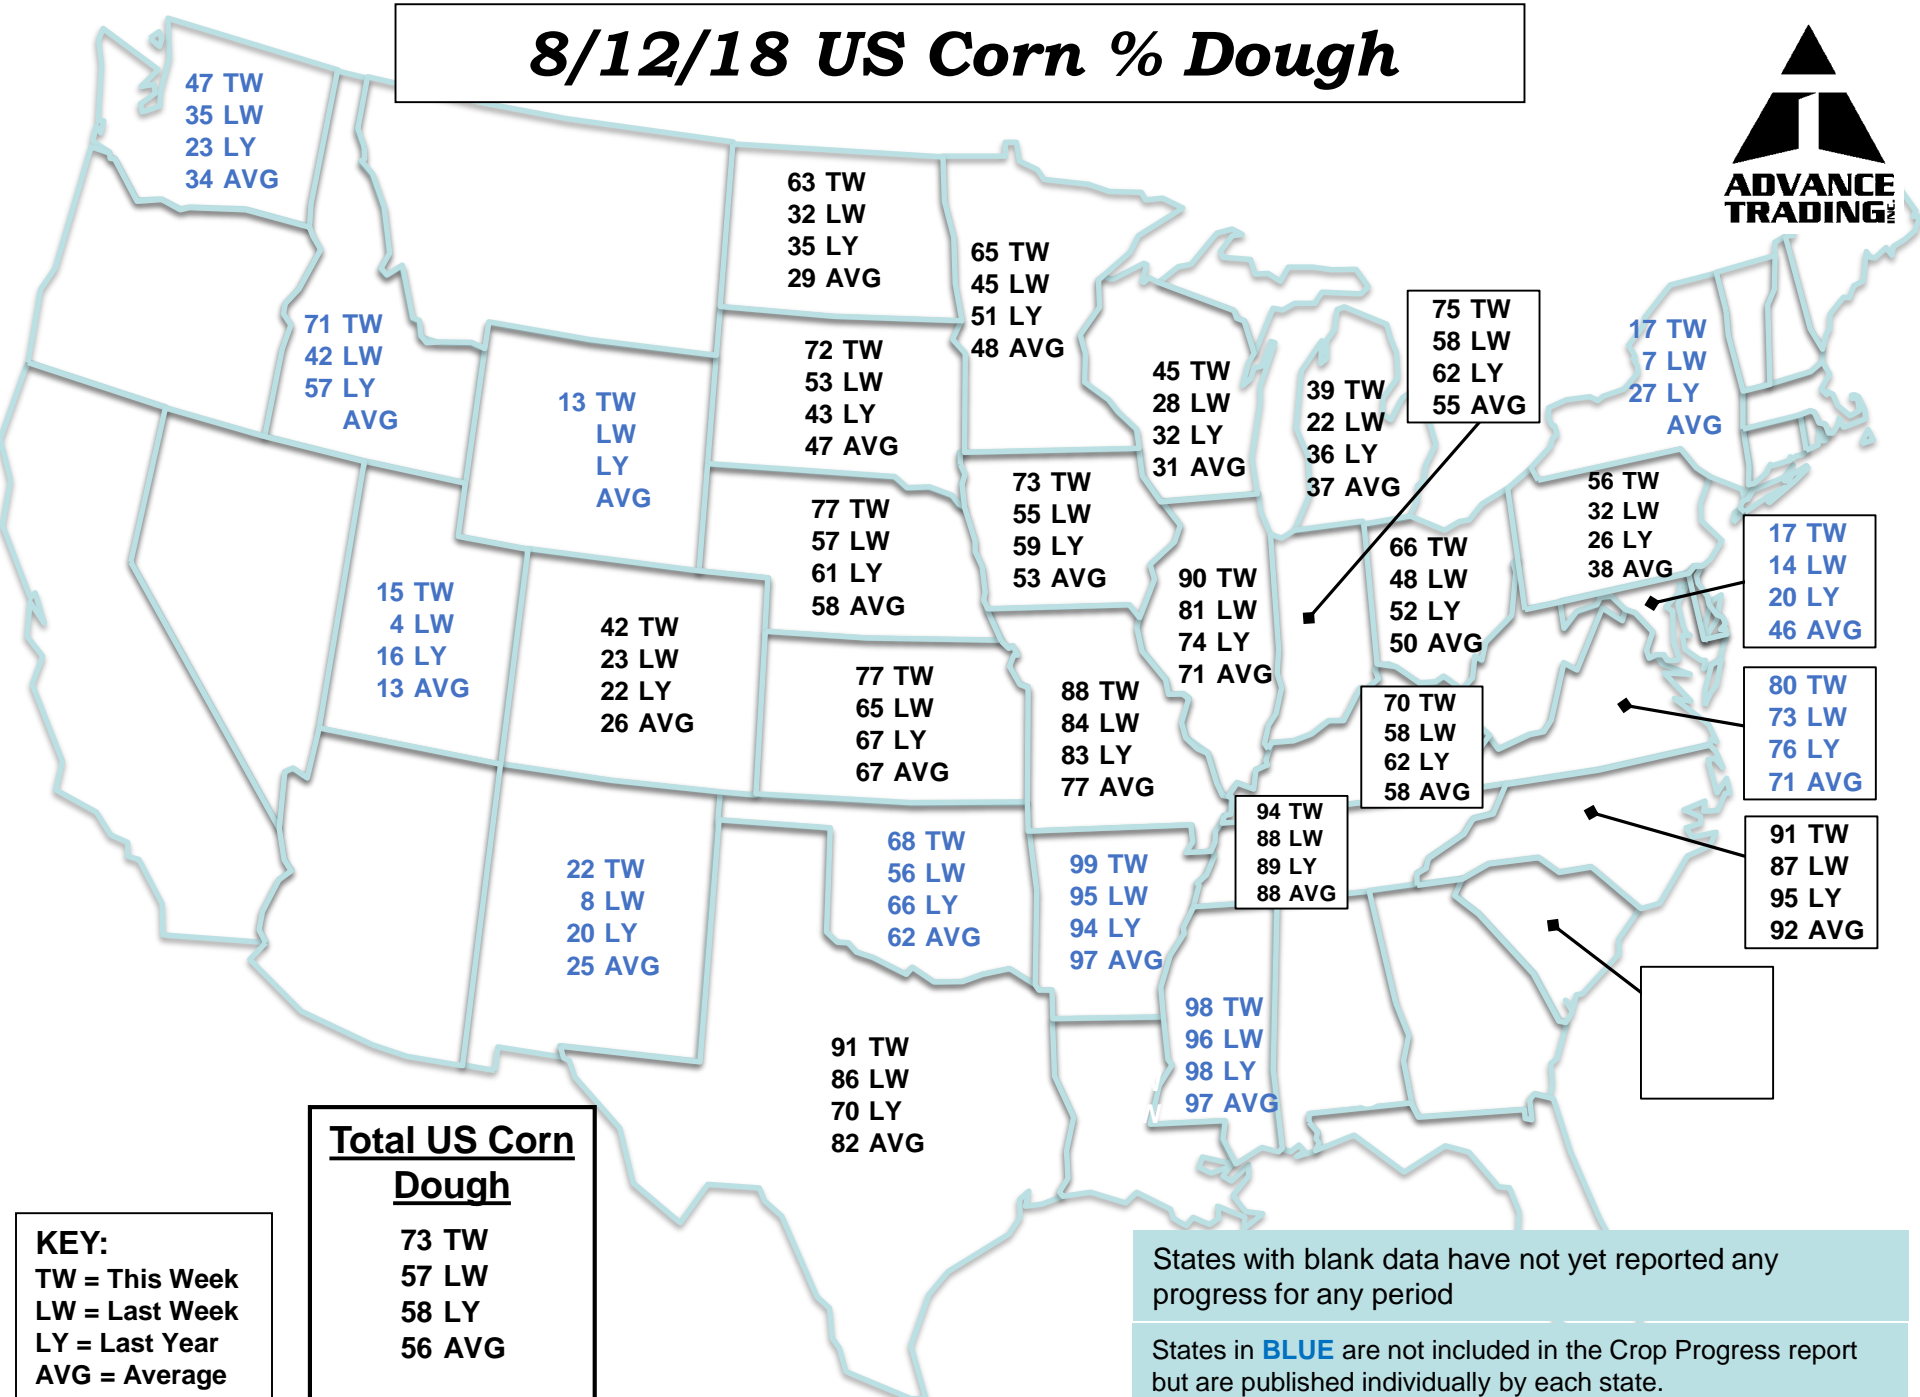 8/12/18 US Corn % Dough
ADVANCE
TRADING INC.
47 TW
35 LW
23 LY
34 AVG
63 TW
32 LW
35 LY
29 AVG
65 TW
45 LW
51 LY
48 AVG
71 TW
42 LW
57 LY
AVG
13 TW
LW
LY
AVG
72 TW
53 LW
43 LY
47 AVG
45 TW
28 LW
32 LY
31 AVG
39 TW
22 LW
36 LY
37 AVG
75 TW
58 LW
62 LY
55 AVG
17 TW
7 LW
27 LY
AVG
77 TW
57 LW
61 LY
58 AVG
73 TW
55 LW
59 LY
53 AVG
90 TW
81 LW
74 LY
71 AVG
66 TW
48 LW
52 LY
50 AVG
56 TW
32 LW
26 LY
38 AVG
17 TW
14 LW
20 LY
46 AVG
15 TW
4 LW
16 LY
13 AVG
42 TW
23 LW
22 LY
26 AVG
77 TW
65 LW
67 LY
67 AVG
88 TW
84 LW
83 LY
77 AVG
70 TW
58 LW
62 LY
58 AVG
80 TW
73 LW
76 LY
71 AVG
94 TW
88 LW
89 LY
88 AVG
91 TW
87 LW
95 LY
92 AVG
22 TW
8 LW
20 LY
25 AVG
68 TW
56 LW
66 LY
62 AVG
99 TW
95 LW
94 LY
97 AVG
98 TW
96 LW
98 LY
97 AVG
91 TW
86 LW
70 LY
82 AVG
Total US Corn
Dough
73 TW
57 LW
58 LY
56 AVG
KEY:
TW = This Week
LW = Last Week
LY = Last Year
AVG = Average
States with blank data have not yet reported any
progress for any period
States in BLUE are not included in the Crop Progress report
but are published individually by each state.